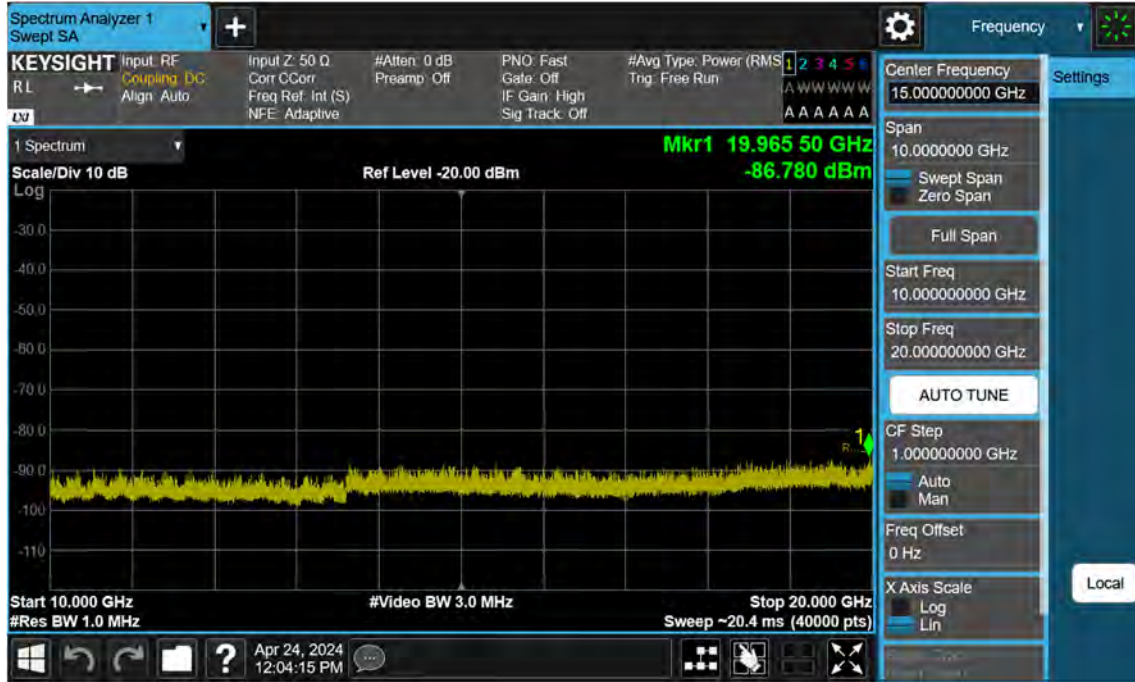 Spectrum Analyzer 1
Swept SA
Frequency
KEYSIGHT
Input: RF
Input Z: 50 Ω
#Atten: 0 dB
PNO: Fast
#Avg Type: Power (RMS
1 2 3 4 5 6
RL
Coupling: DC
Corr CCorr
Preamp: Off
Gate: Off
Trig: Free Run
Align: Auto
Freq Ref: Int (S)
IF Gain: High
A W W W W W
LXI
NFE: Adaptive
Sig Track: Off
A A A A A A
1 Spectrum
Mkr1 19.965 50 GHz
Scale/Div 10 dB
Ref Level -20.00 dBm
-86.780 dBm
Log
-30.0
-40.0
-50.0
-60.0
-70.0
-80.0
1
-90.0
-100
-110
Start 10.000 GHz
#Video BW 3.0 MHz
Stop 20.000 GHz
#Res BW 1.0 MHz
Sweep ~20.4 ms (40000 pts)
Center Frequency
15.000000000 GHz
Settings
Span
10.0000000 GHz
Swept Span
Zero Span
Full Span
Start Freq
10.000000000 GHz
Stop Freq
20.000000000 GHz
AUTO TUNE
CF Step
1.000000000 GHz
Auto
Man
Freq Offset
0 Hz
X Axis Scale
Log
Lin
Local
?
Apr 24, 2024
12:04:15 PM